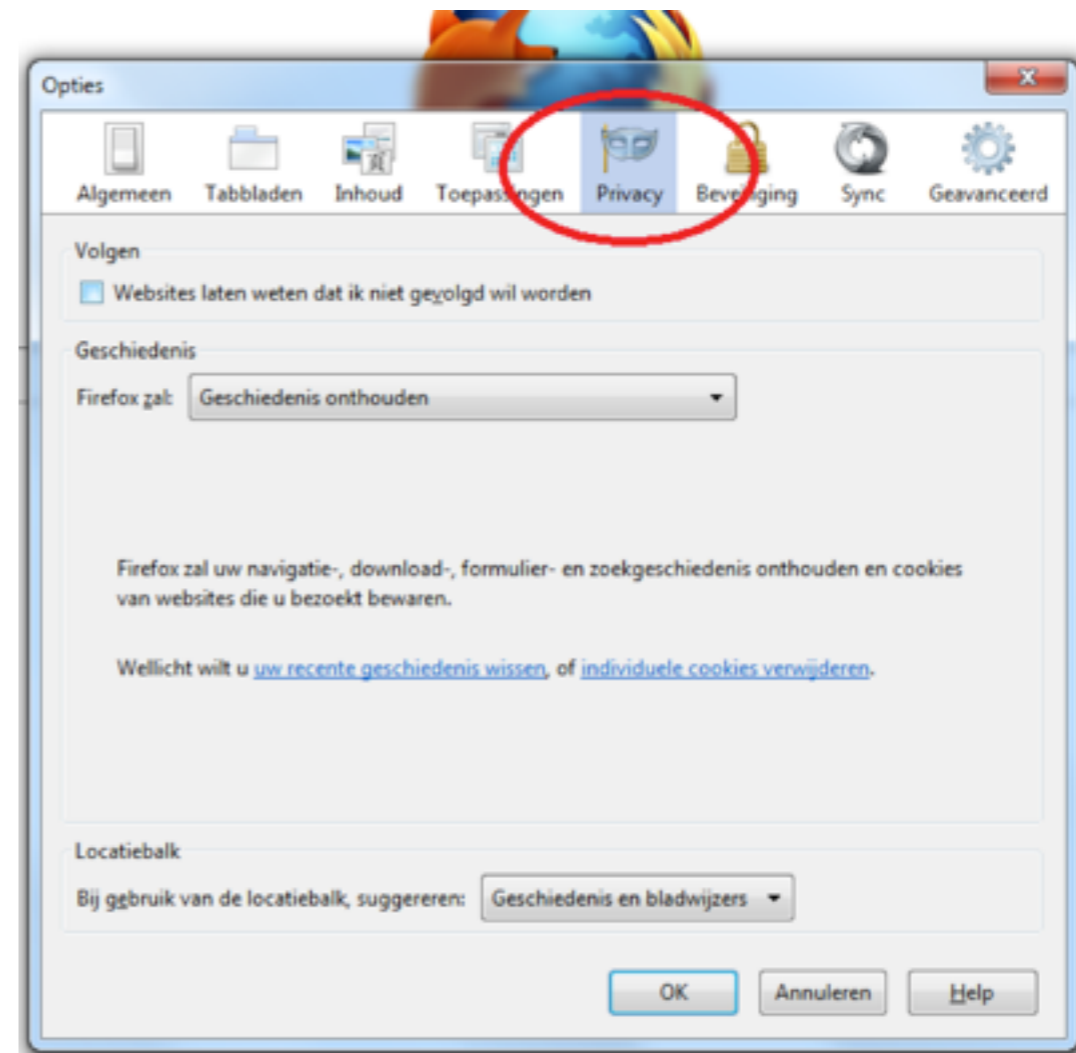 Opties
Algemeen Tabbladen Inhoud Toepassingen Privacy Beveiliging Sync Geavanceerd
Volgen
Websites laten weten dat ik niet gevolgd wil worden
Geschiedenis
Firefox zal: Geschiedenis onthouden
Firefox zal uw navigatie-, download-, formulier- en zoekgeschiedenis onthouden en cookies
van websites die u bezoekt bewaren.
Wellicht wilt u uw recente geschiedenis wissen, of individuele cookies verwijderen.
Locatiebalk
Bij gebruik van de locatiebalk, suggereren: Geschiedenis en bladwijzers
OK Annuleren Help